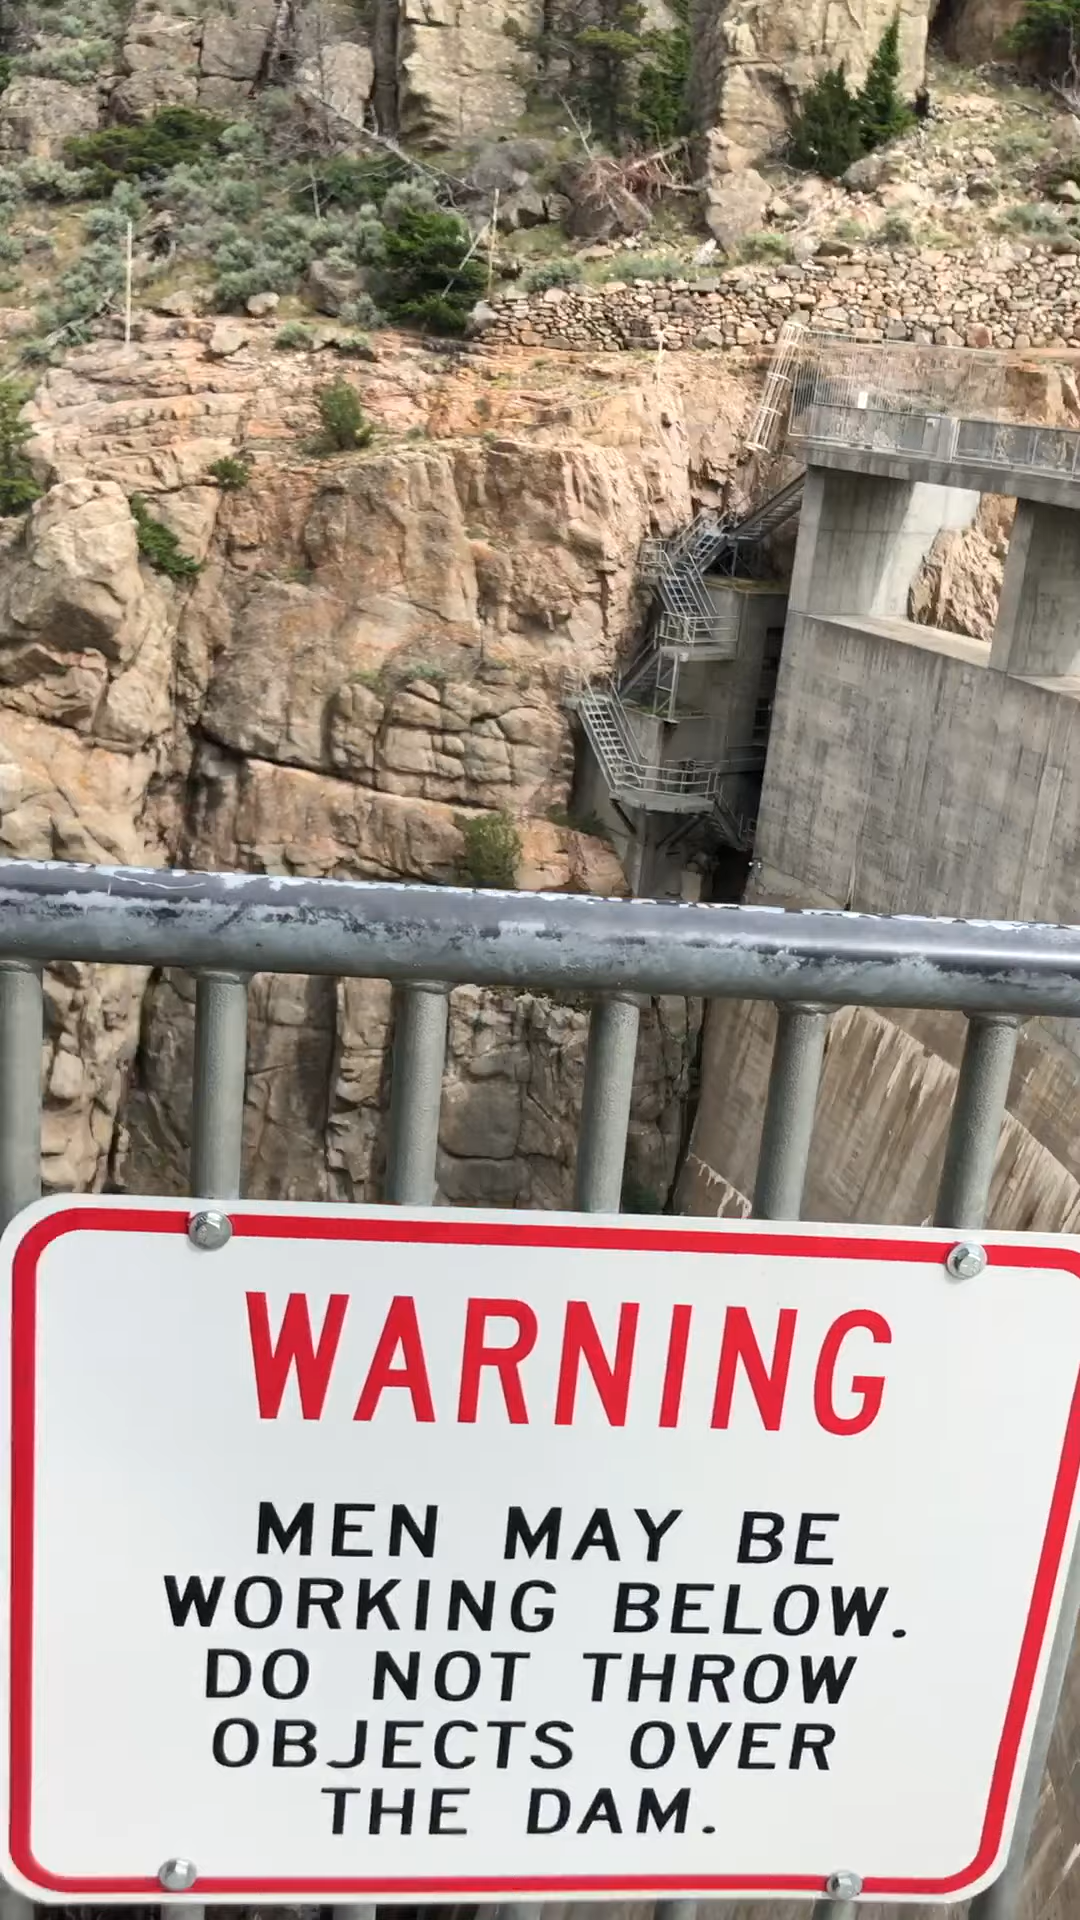 WARNING
MEN MAY BE
WORKING BELOW.
DO NOT THROW
OBJECTS OVER
THE DAM.